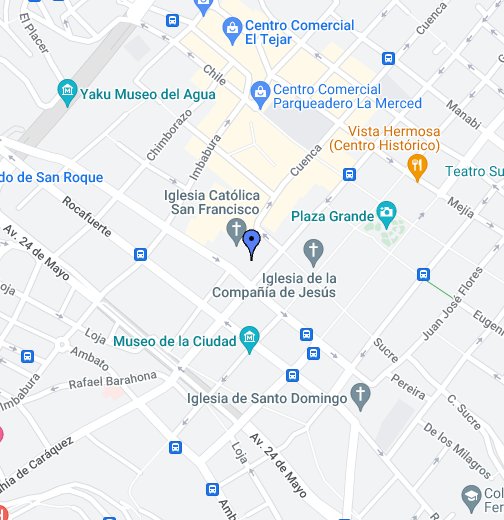 El Placer
Centro Comercial
El Tejar
Cuenca
Chile
Yaku Museo del Agua
Centro Comercial
Parqueadero La Merced
Manabi
Chimborazo
Imbabura
Vista Hermosa
(Centro Histórico)
Cuenca
Teatro Su
do de San Roque
Rocafuerte
Iglesia Católica
San Francisco
Plaza Grande
Mejia
Av. 24 de Mayo
Iglesia de la
Compañía de Jesús
Juan José Flores
Eugeni
Loja
Loja
Museo de la Ciudad
Ambato
Sucre
Imbabura
Rafael Barahona
Pereira
C. Sucre
Iglesia de Santo Domingo
De los Milagros
hía de Caráquez
Loja
Av. 24 de Mayo
Ambato
Col
Fer